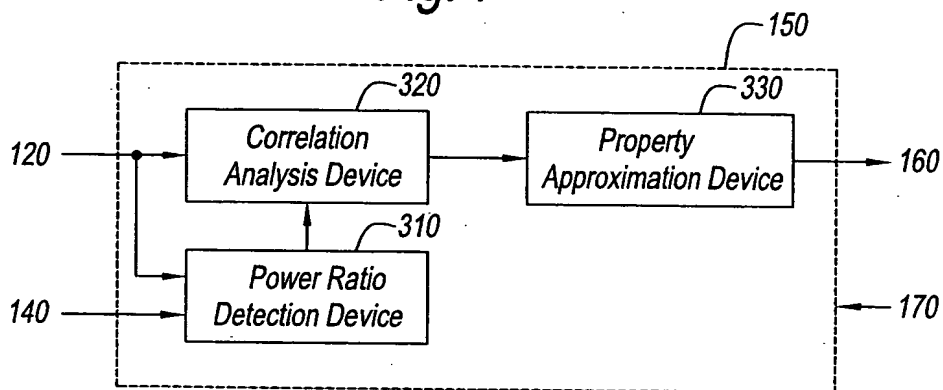 150
320
330
120
Correlation
Analysis Device
Property
Approximation Device
160
310
140
Power Ratio
Detection Device
170